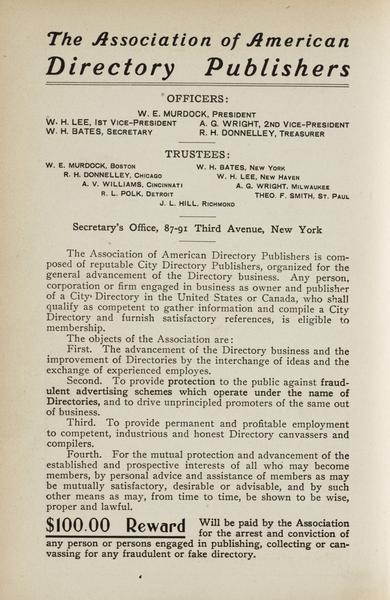 The Association of American
Directory Publishers
OFFICERS:
W. E. MURDOCK, PRESIDENT
W. H. LEE, 1ST VICE-PRESIDENT A. G. WRIGHT, 2ND VICE-PRESIDENT
W. H. BATES, SECRETARY R. H. DONNELLEY, TREASURER
TRUSTEES:
W. E. MURDOCK, BOSTON W. H. BATES, NEW YORK
R. H. DONNELLEY, CHICAGO W. H. LEE, NEW HAVEN
A. V. WILLIAMS, CINCINNATI A. G. WRIGHT, MILWAUKEE
R. L. POLK, DETROIT THEO. F. SMITH, ST. PAUL
J. L. HILL, RICHMOND
Secretary's Office, 87-91 Third Avenue, New York
The Association of American Directory Publishers is com-
posed of reputable City Directory Publishers, organized for the
general advancement of the Directory business. Any person,
corporation or firm engaged in business as owner and publisher
of a City Directory in the United States or Canada, who shall
qualify as competent to gather information and compile a City
Directory and furnish satisfactory references, is eligible to
membership.
The objects of the Association are:
First. The advancement of the Directory business and the
improvement of Directories by the interchange of ideas and the
exchange of experienced employes.
Second. To provide protection to the public against fraud-
ulent advertising schemes which operate under the name of
Directories, and to drive unprincipled promoters of the same out
of business.
Third. To provide permanent and profitable employment
to competent, industrious and honest Directory canvassers and
compilers.
Fourth. For the mutual protection and advancement of the
established and prospective interests of all who may become
members, by personal advice and assistance of members as may
be mutually satisfactory, desirable or advisable, and by such
other means as may, from time to time, be shown to be wise,
proper and lawful.
$100.00 Reward Will be paid by the Association
for the arrest and conviction of
any person or persons engaged in publishing, collecting or can-
vassing for any fraudulent or fake directory.